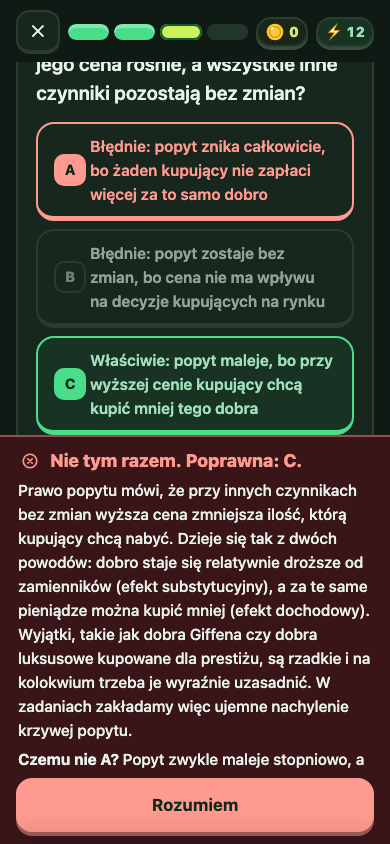 0
12
jego cena rośnie, a wszystkie inne
czynniki pozostają bez zmian?
A
Błędnie: popyt znika całkowicie,
bo żaden kupujący nie zapłaci
więcej za to samo dobro
B
Błędnie: popyt zostaje bez
zmian, bo cena nie ma wpływu
na decyzje kupujących na rynku
C
Właściwie: popyt maleje, bo przy
wyższej cenie kupujący chcą
kupić mniej tego dobra
Nie tym razem. Poprawna: C.
Prawo popytu mówi, że przy innych czynnikach
bez zmian wyższa cena zmniejsza ilość, którą
kupujący chcą nabyć. Dzieje się tak z dwóch
powodów: dobro staje się relatywnie droższe od
zamienników (efekt substytucyjny), a za te same
pieniądze można kupić mniej (efekt dochodowy).
Wyjątki, takie jak dobra Giffena czy dobra
luksusowe kupowane dla prestiżu, są rzadkie i na
kolokwium trzeba je wyraźnie uzasadnić. W
zadaniach zakładamy więc ujemne nachylenie
krzywej popytu.
Czemu nie A? Popyt zwykle maleje stopniowo, a
Rozumiem